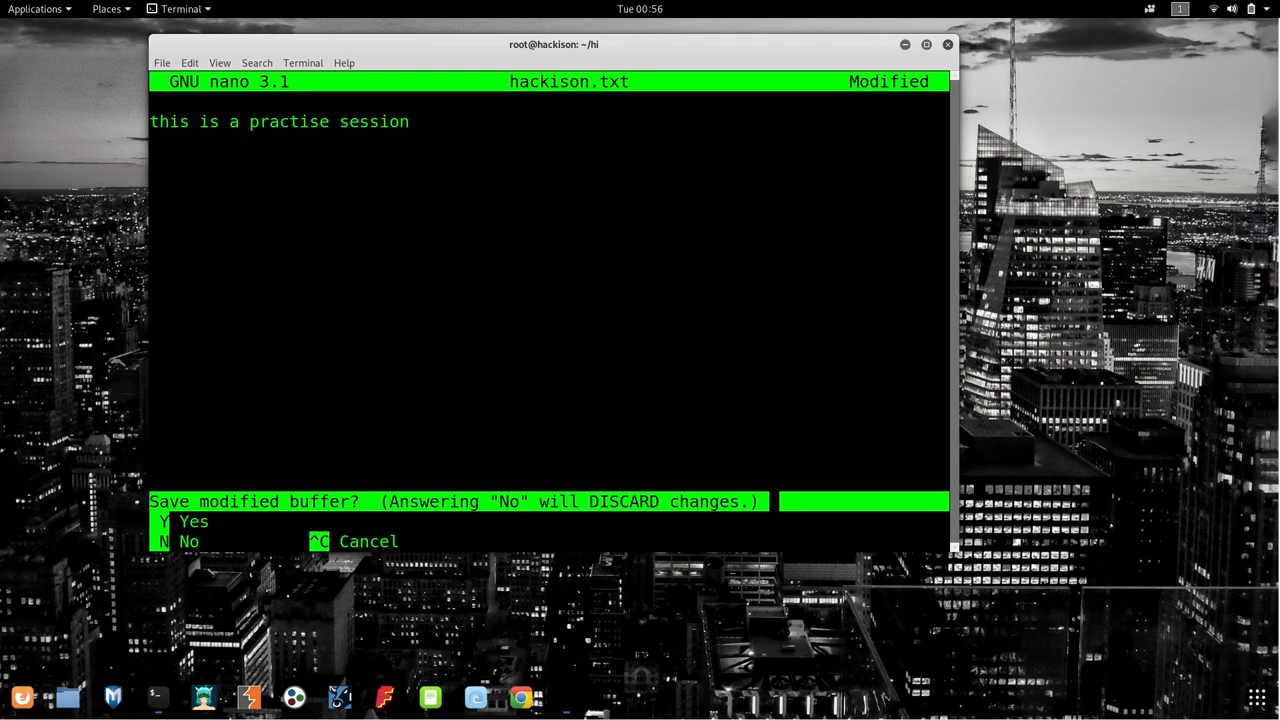 Applications Places Terminal Tue 00:56 1
root@hackison: ~/hi
File Edit View Search Terminal Help
GNU nano 3.1 hackison.txt Modified
this is a practise session
Save modified buffer? (Answering "No" will DISCARD changes.)
Y Yes
N No ^C Cancel